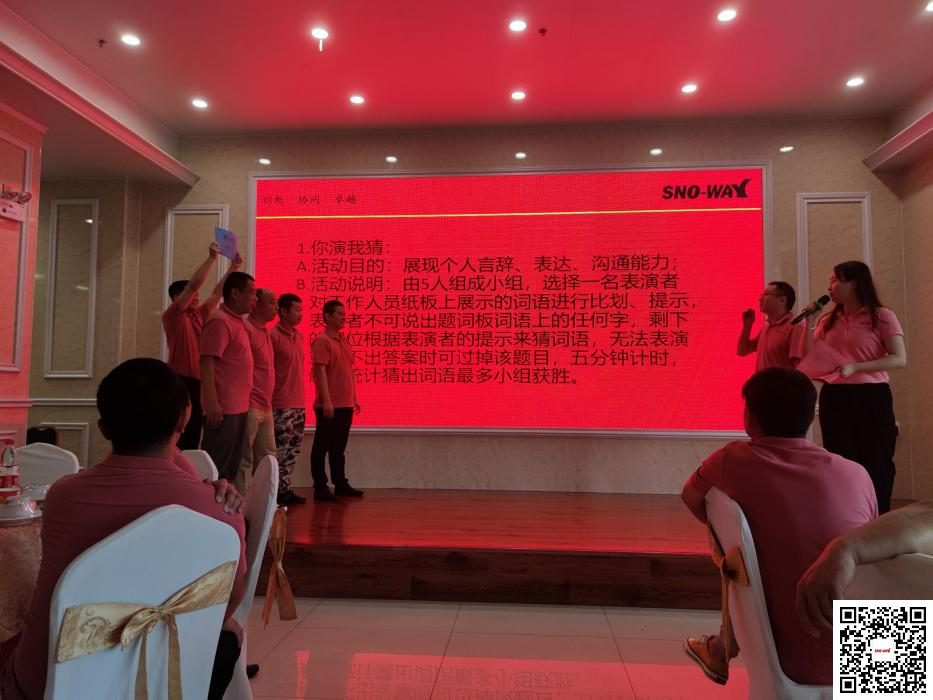 创新 协同 卓越
SNO-WAY
1.你演我猜:
A.活动目的:展现个人言辞、表达、沟通能力;
B.活动说明:由5人组成小组,选择一名表演者
对工作人员纸板上展示的词语进行比划、提示,
表 者不可说出题词板词语上的任何字,剩下
位根据表演者的提示来猜词语,无法表演
不出答案时可过掉该题目,五分钟计时,
统计猜出词语最多小组获胜。
SNO-WAY